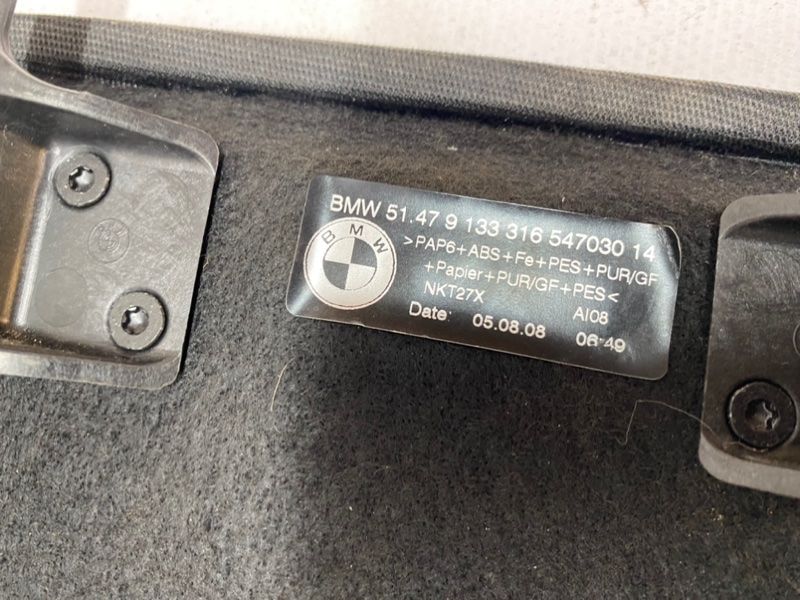 BMW 51.47 9 133 316 547030 14
BMW
>PAP6+ABS+Fe+PES+PUR/GF
+Papier+PUR/GF+PES<
NKT27X AI08
Date: 05.08.08 06:49